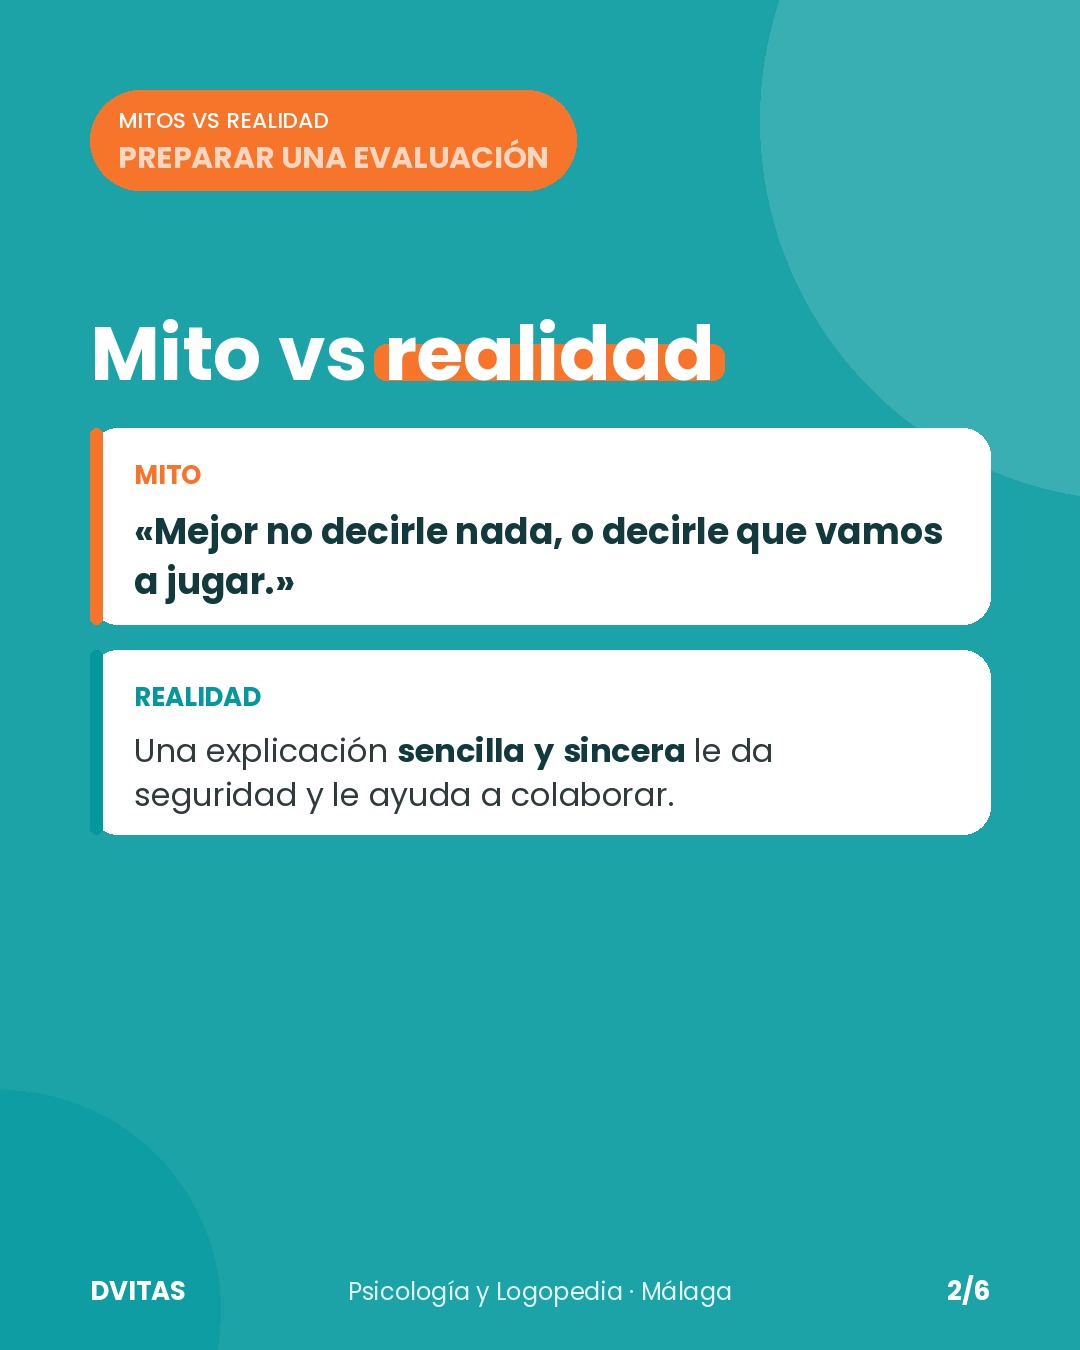 MITOS VS REALIDAD
PREPARAR UNA EVALUACIÓN
Mito vs realidad
MITO
«Mejor no decirle nada, o decirle que vamos
a jugar.»
REALIDAD
Una explicación sencilla y sincera le da
seguridad y le ayuda a colaborar.
DVITAS
Psicología y Logopedia · Málaga
2/6